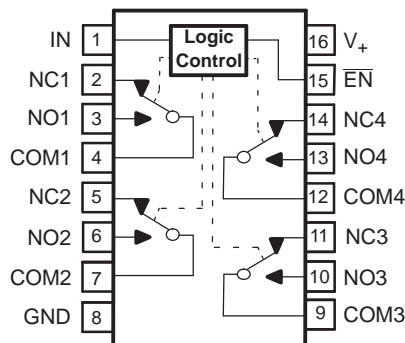 IN 1 Logic Control 16 V+
NC1 2 15 EN
NO1 3 14 NC4
COM1 4 13 NO4
NC2 5 12 COM4
NO2 6 11 NC3
COM2 7 10 NO3
GND 8 9 COM3